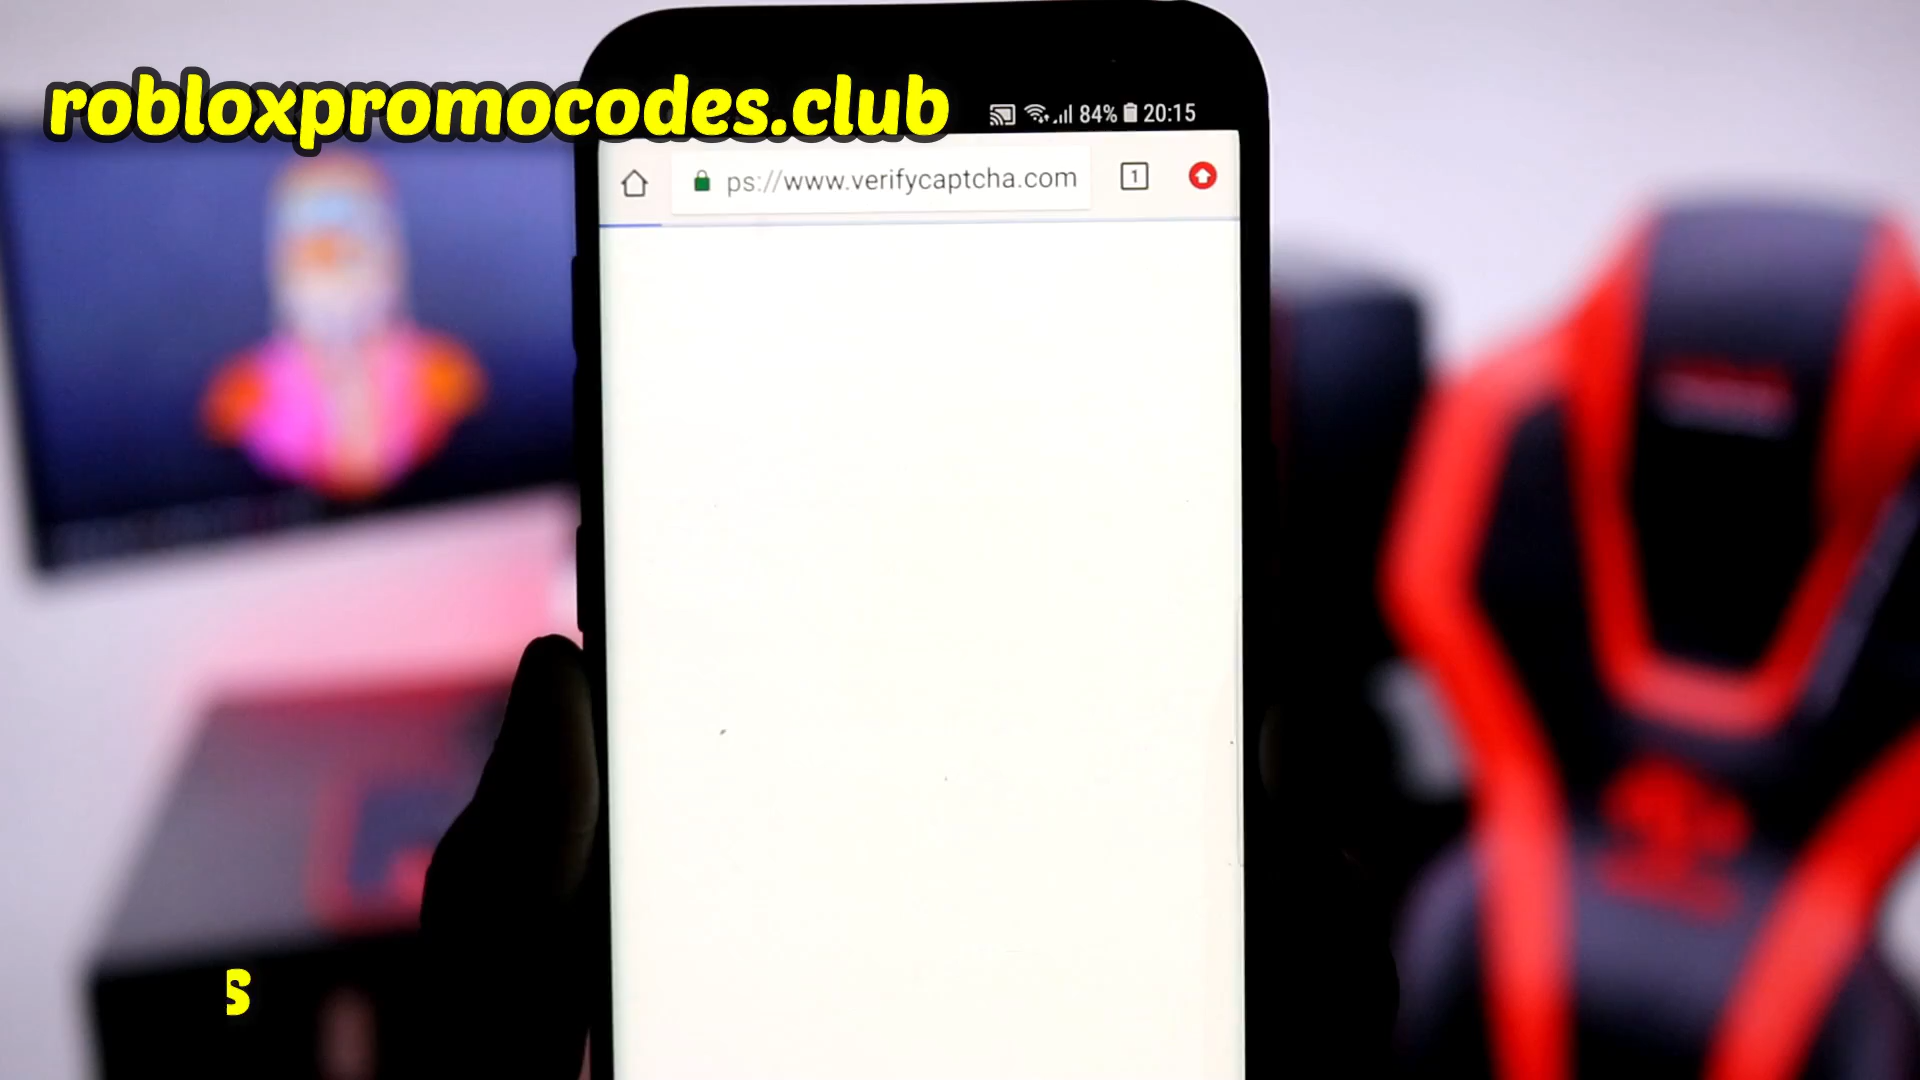 robloxpromocodes.club
84% 20:15
ps://www.verifycaptcha.com
1
S